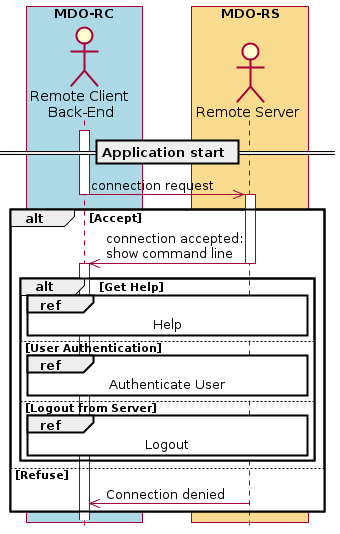 MDO-RC
MDO-RS
Remote Client
Back-End
Remote Server
Application start
connection request
alt
[Accept]
connection accepted:
show command line
alt
[Get Help]
ref
Help
[User Authentication]
ref
Authenticate User
[Logout from Server]
ref
Logout
[Refuse]
Connection denied